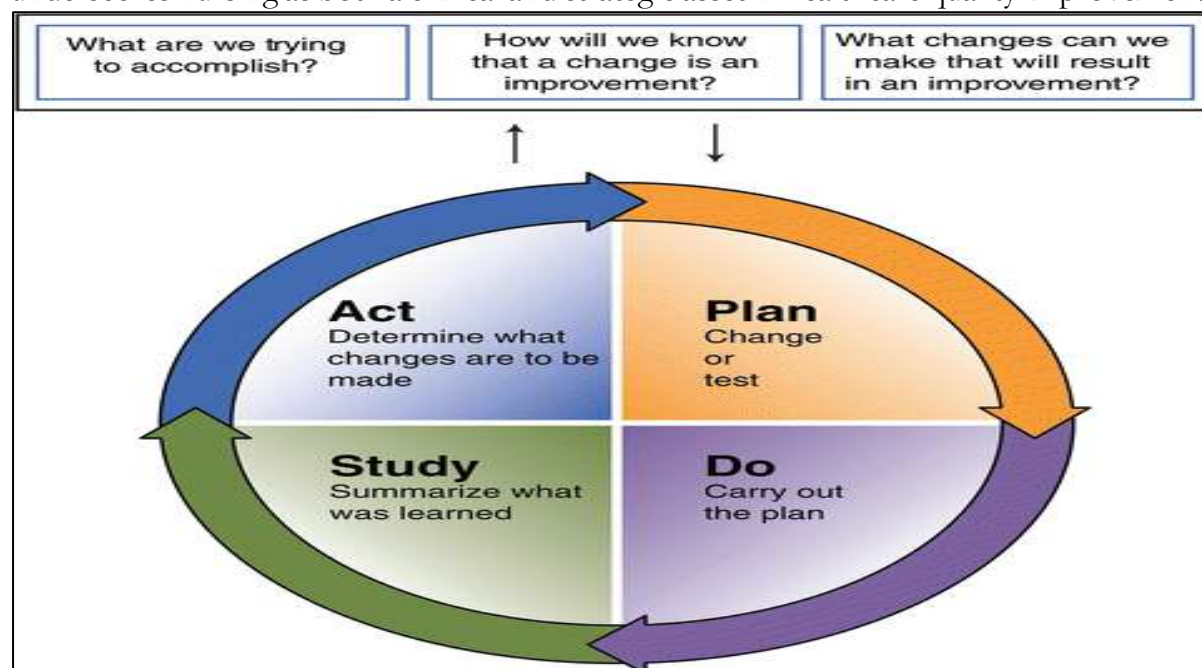 What are we trying
to accomplish?
How will we know
that a change is an
improvement?
What changes can we
make that will result
in an improvement?
Act
Determine what
changes are to be
made
Plan
Change
or
test
Study
Summarize what
was learned
Do
Carry out
the plan